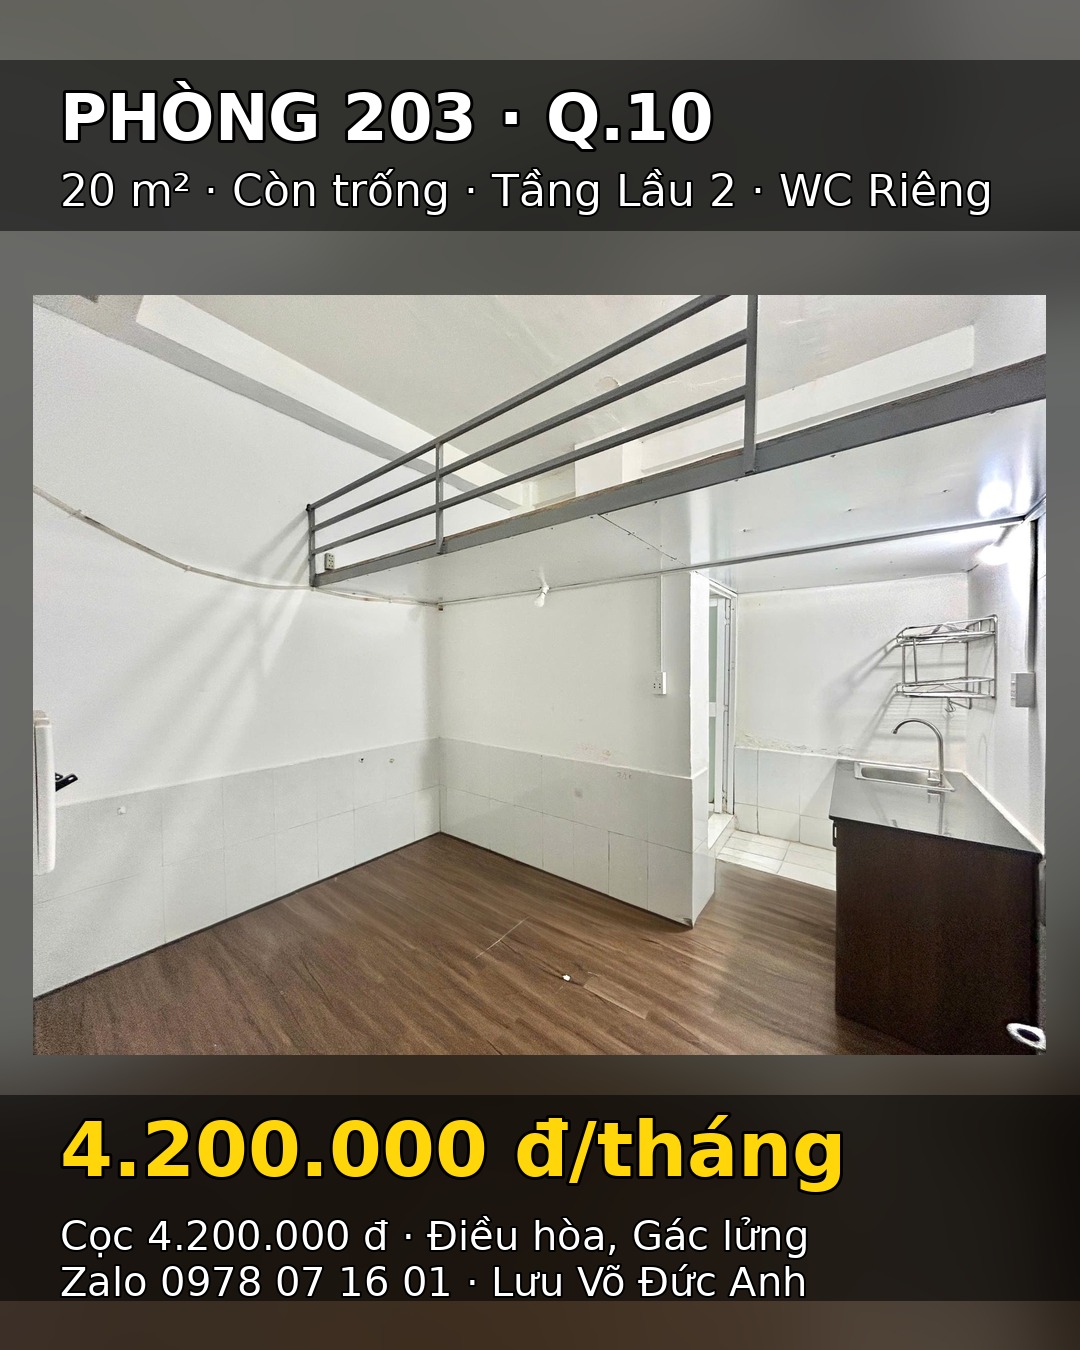 PHÒNG 203 · Q.10
20 m² · Còn trống · Tầng Lầu 2 · WC Riêng
4.200.000 đ/tháng
Cọc 4.200.000 đ · Điều hòa, Gác lửng
Zalo 0978 07 16 01 · Lưu Võ Đức Anh